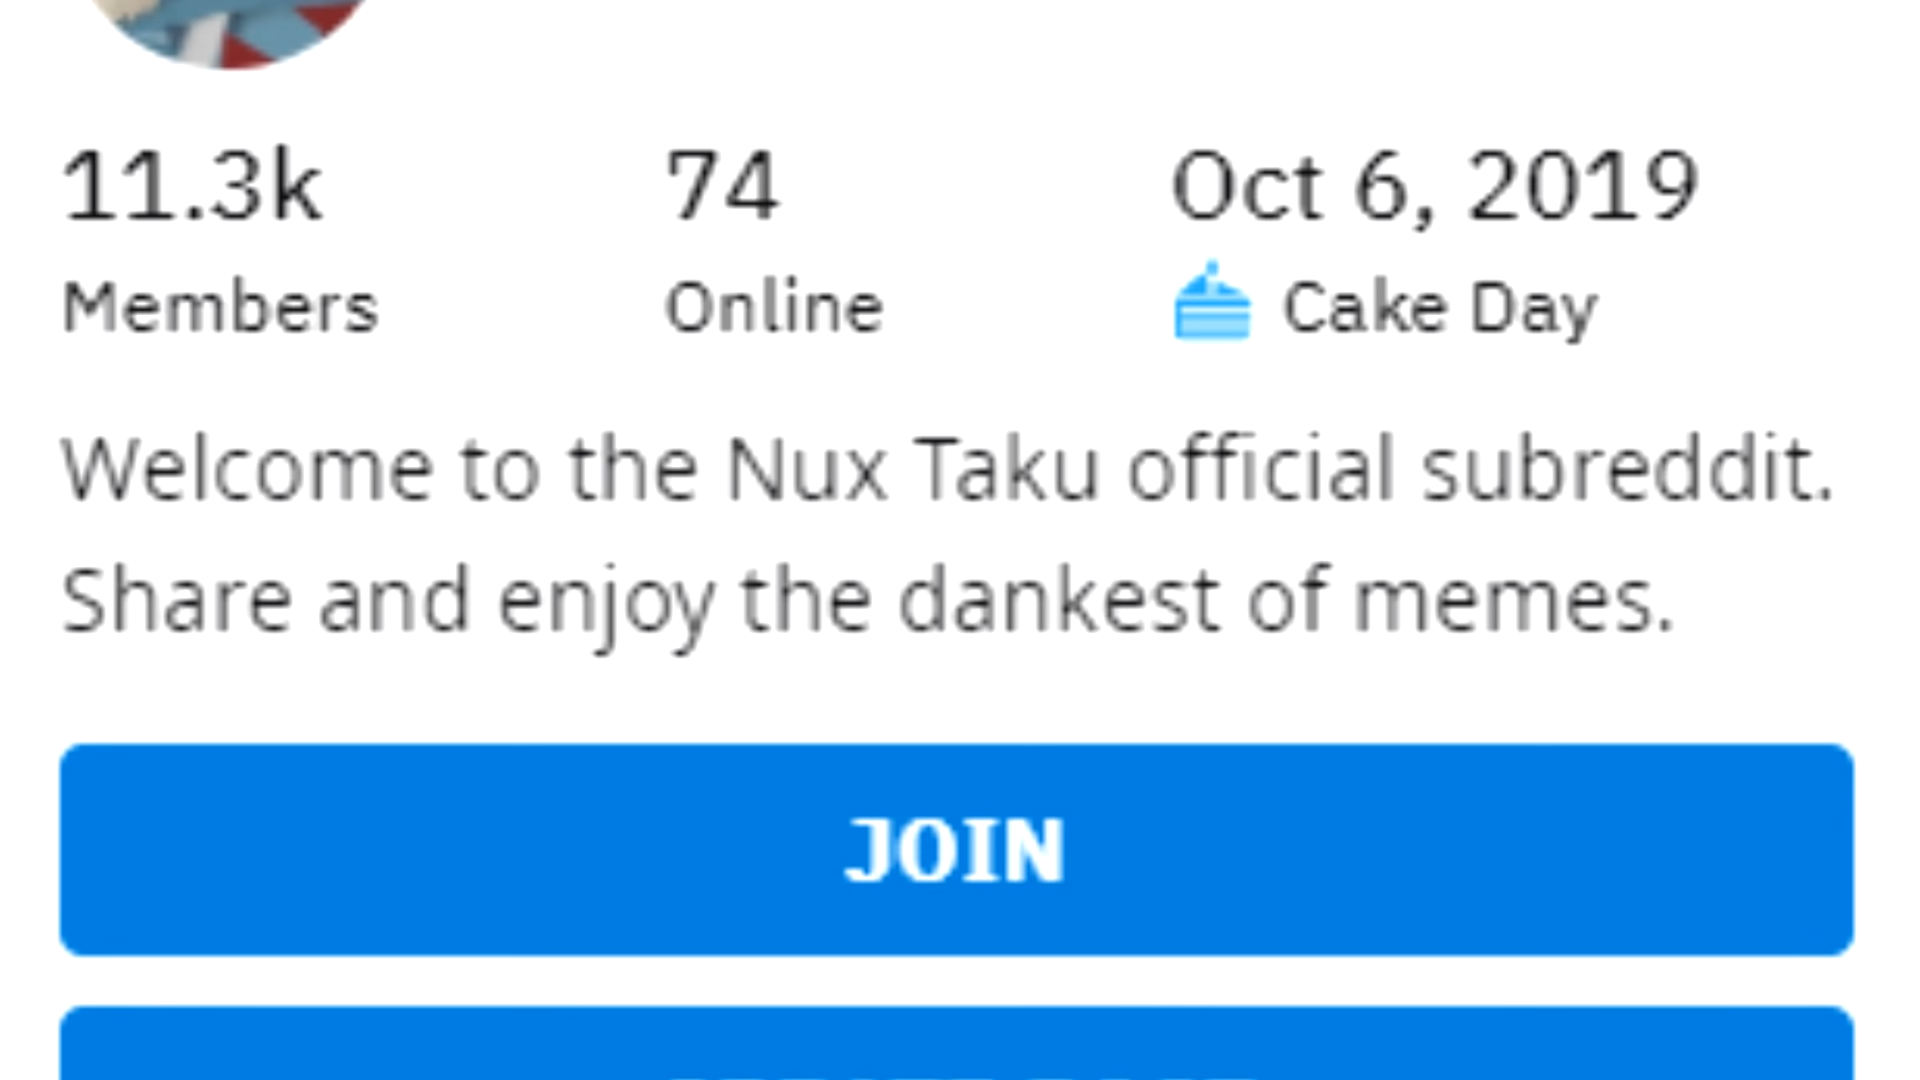 11.3k 74 Oct 6, 2019
Members Online Cake Day
Welcome to the Nux Taku official subreddit.
Share and enjoy the dankest of memes.
JOIN